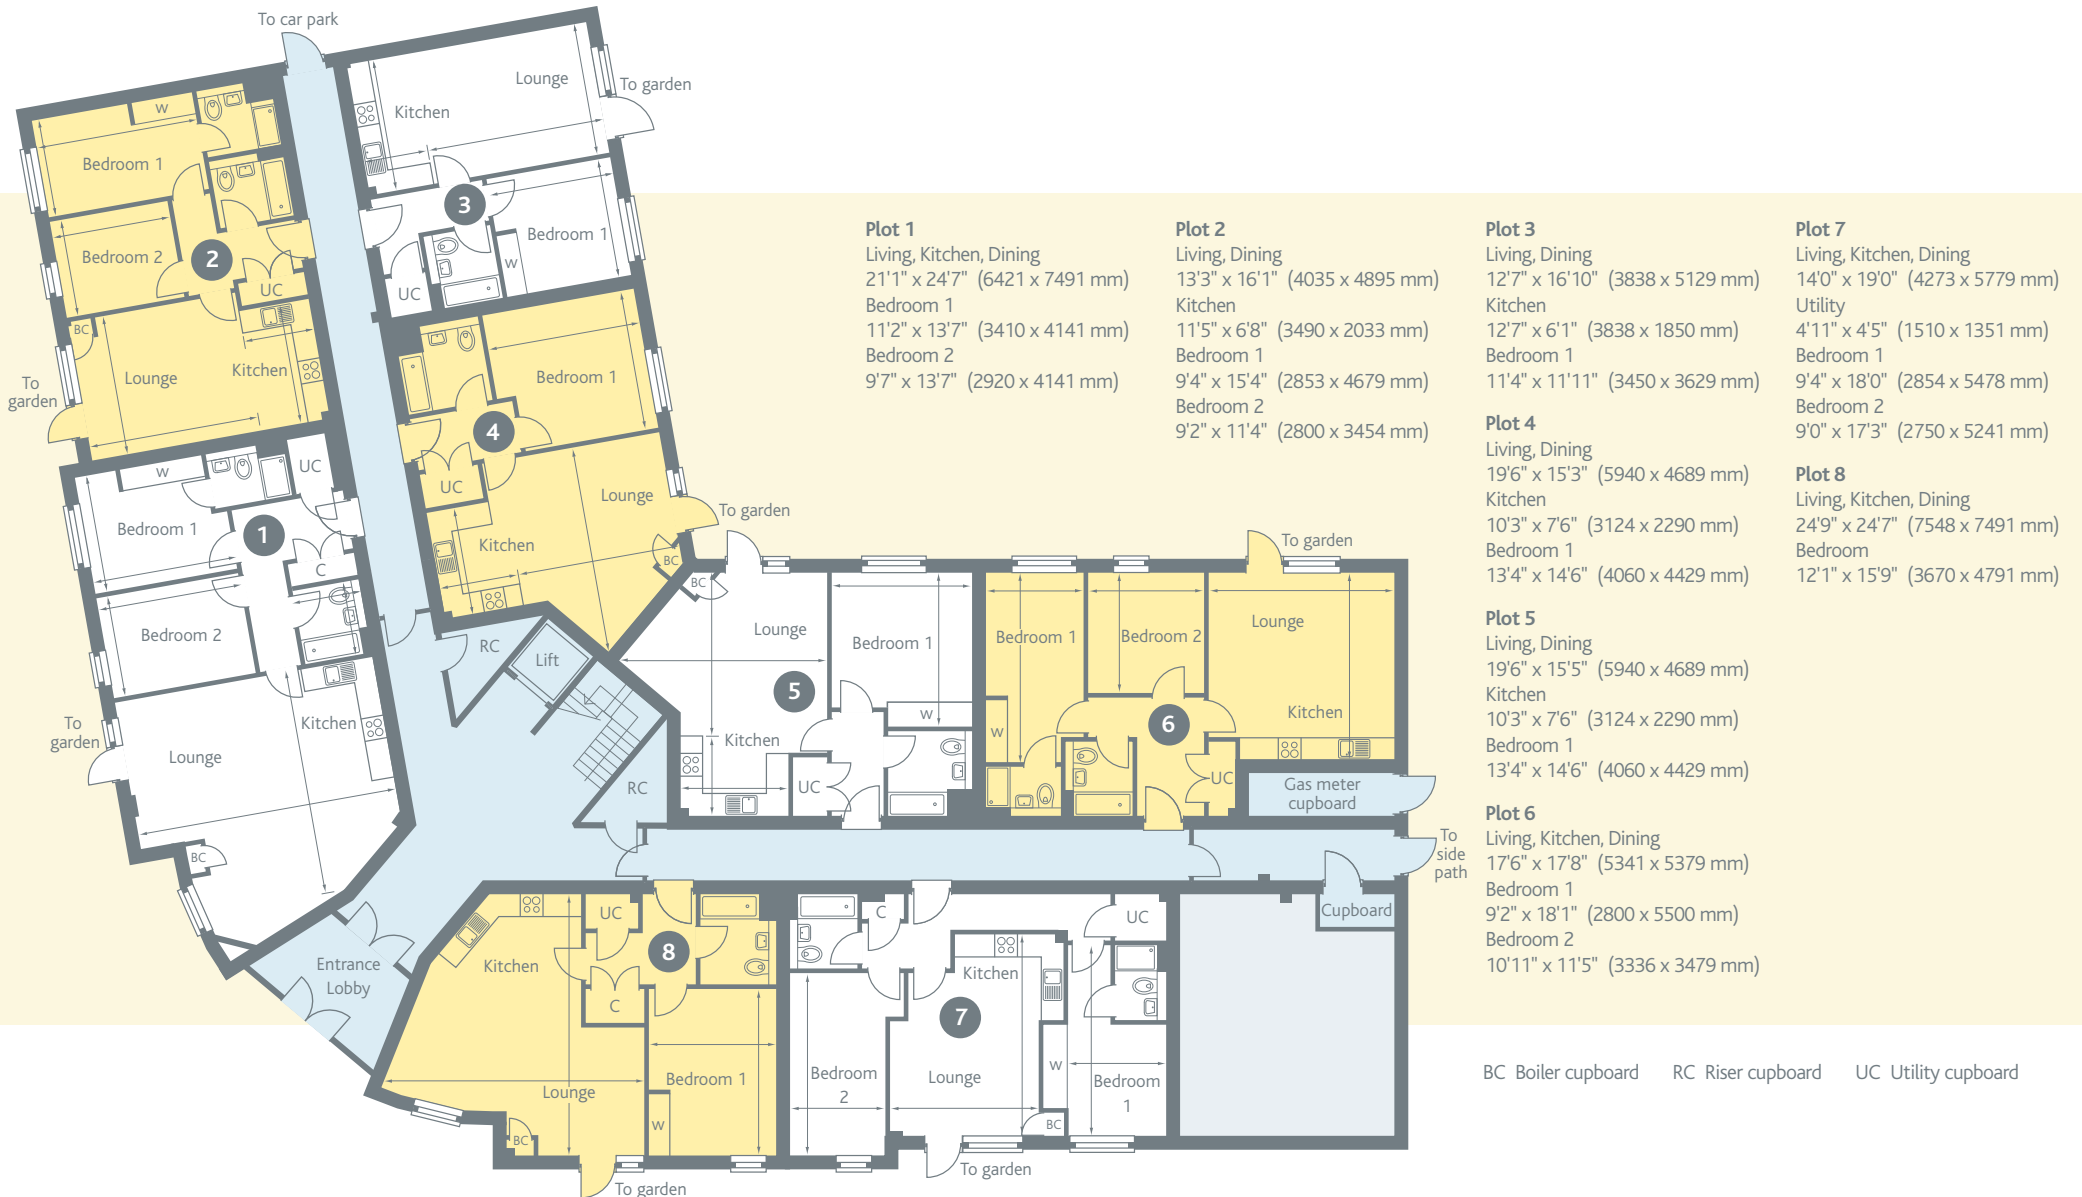 To car park
Lounge
To garden
Kitchen
W
Bedroom 1
3
Bedroom 1
W
UC
Bedroom 2
2
UC
BC
Lounge
Kitchen
To
garden
Bedroom 1
4
UC
Lounge
Kitchen
To garden
BC
W
UC
Bedroom 1
1
C
Bedroom 2
Kitchen
To
garden
Lounge
BC
RC
Lift
RC
BC
Lounge
Bedroom 1
5
W
Kitchen
UC
To garden
Bedroom 1
Bedroom 2
Lounge
W
6
Kitchen
UC
Gas meter
cupboard
To
side
path
Cupboard
Entrance
Lobby
UC
Kitchen
8
C
Lounge
Bedroom 1
W
BC
To garden
C
UC
Kitchen
7
Bedroom
2
Lounge
W
Bedroom
1
BC
To garden
Plot 1
Living, Kitchen, Dining
21'1" x 24'7" (6421 x 7491 mm)
Bedroom 1
11'2" x 13'7" (3410 x 4141 mm)
Bedroom 2
9'7" x 13'7" (2920 x 4141 mm)
Plot 2
Living, Dining
13'3" x 16'1" (4035 x 4895 mm)
Kitchen
11'5" x 6'8" (3490 x 2033 mm)
Bedroom 1
9'4" x 15'4" (2853 x 4679 mm)
Bedroom 2
9'2" x 11'4" (2800 x 3454 mm)
Plot 3
Living, Dining
12'7" x 16'10" (3838 x 5129 mm)
Kitchen
12'7" x 6'1" (3838 x 1850 mm)
Bedroom 1
11'4" x 11'11" (3450 x 3629 mm)
Plot 4
Living, Dining
19'6" x 15'3" (5940 x 4689 mm)
Kitchen
10'3" x 7'6" (3124 x 2290 mm)
Bedroom 1
13'4" x 14'6" (4060 x 4429 mm)
Plot 5
Living, Dining
19'6" x 15'5" (5940 x 4689 mm)
Kitchen
10'3" x 7'6" (3124 x 2290 mm)
Bedroom 1
13'4" x 14'6" (4060 x 4429 mm)
Plot 6
Living, Kitchen, Dining
17'6" x 17'8" (5341 x 5379 mm)
Bedroom 1
9'2" x 18'1" (2800 x 5500 mm)
Bedroom 2
10'11" x 11'5" (3336 x 3479 mm)
Plot 7
Living, Kitchen, Dining
14'0" x 19'0" (4273 x 5779 mm)
Utility
4'11" x 4'5" (1510 x 1351 mm)
Bedroom 1
9'4" x 18'0" (2854 x 5478 mm)
Bedroom 2
9'0" x 17'3" (2750 x 5241 mm)
Plot 8
Living, Kitchen, Dining
24'9" x 24'7" (7548 x 7491 mm)
Bedroom
12'1" x 15'9" (3670 x 4791 mm)
BC Boiler cupboard RC Riser cupboard UC Utility cupboard